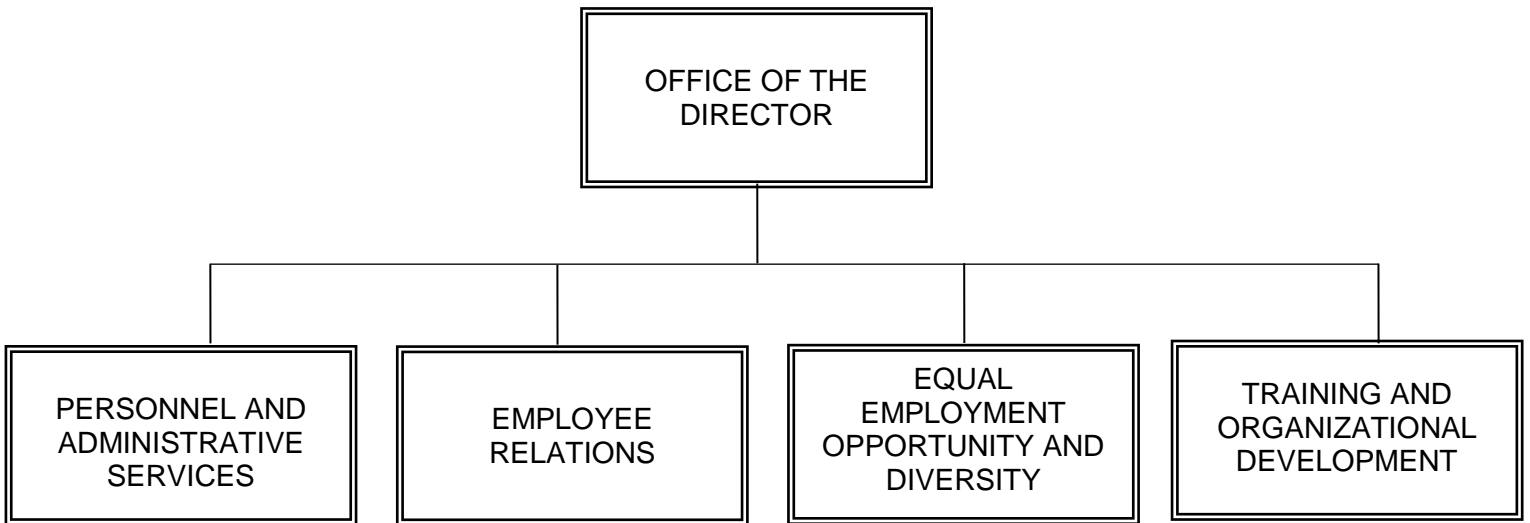 OFFICE OF THE
DIRECTOR
PERSONNEL AND
ADMINISTRATIVE
SERVICES
EMPLOYEE
RELATIONS
EQUAL
EMPLOYMENT
OPPORTUNITY AND
DIVERSITY
TRAINING AND
ORGANIZATIONAL
DEVELOPMENT